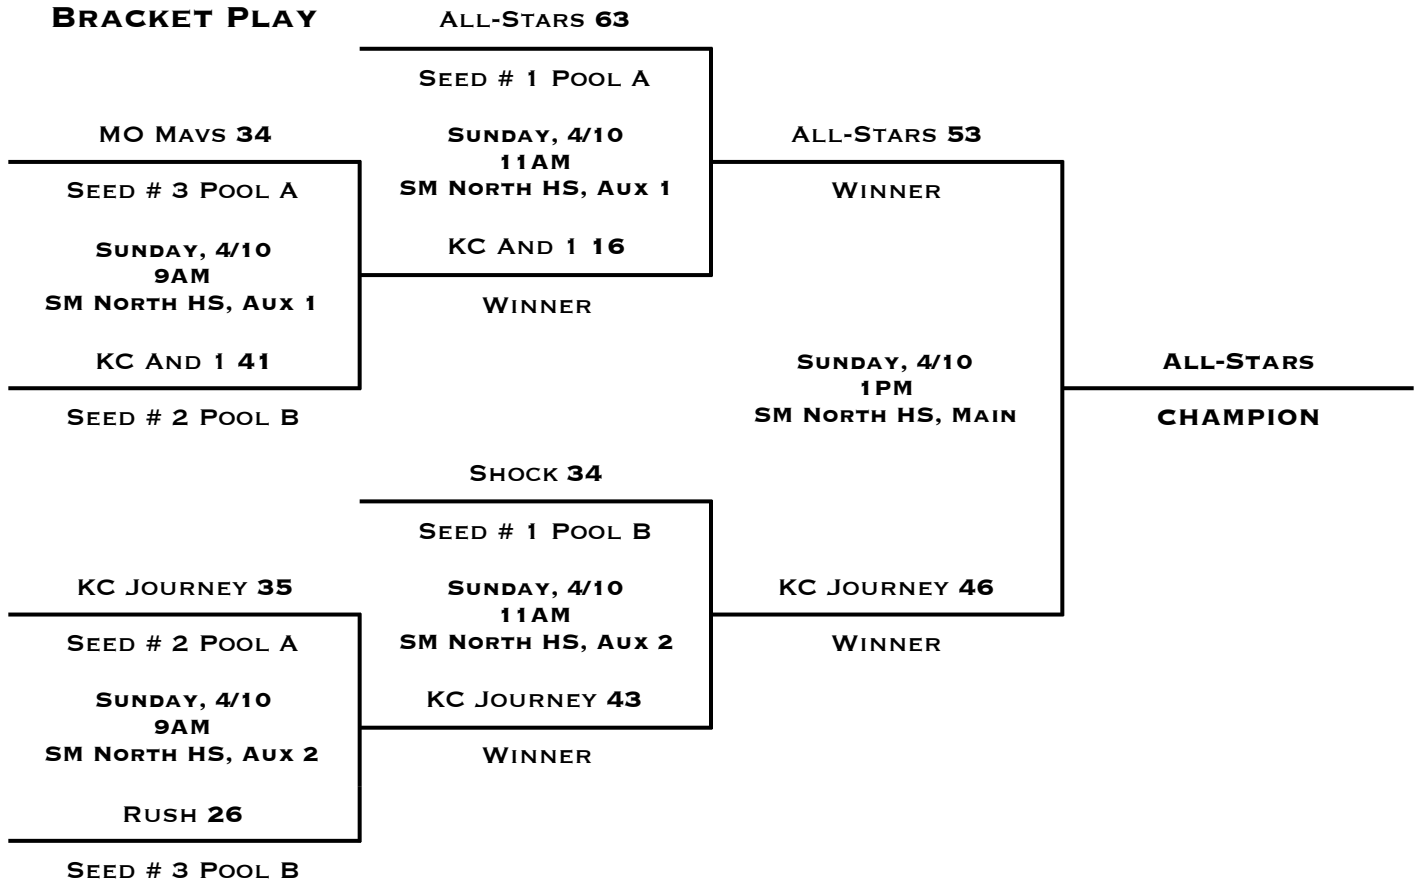 Bracket Play
All-Stars 63
Seed # 1 Pool A
MO Mavs 34
Seed # 3 Pool A
Sunday, 4/10
9AM
SM North HS, Aux 1
KC And 1 41
Seed # 2 Pool B
Sunday, 4/10
11AM
SM North HS, Aux 1
KC And 1 16
Winner
All-Stars 53
Winner
Sunday, 4/10
1PM
SM North HS, Main
All-Stars
CHAMPION
Shock 34
Seed # 1 Pool B
KC Journey 35
Seed # 2 Pool A
Sunday, 4/10
9AM
SM North HS, Aux 2
Rush 26
Seed # 3 Pool B
Sunday, 4/10
11AM
SM North HS, Aux 2
KC Journey 43
Winner
KC Journey 46
Winner